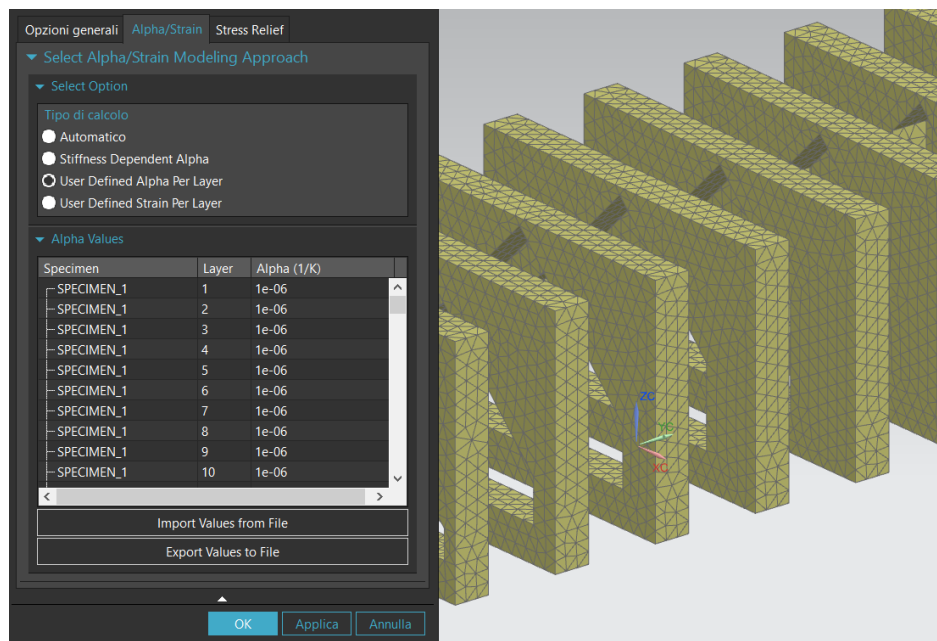 Opzioni generali Alpha/Strain Stress Relief
Select Alpha/Strain Modeling Approach
Select Option
Tipo di calcolo
Automatico
Stiffness Dependent Alpha
User Defined Alpha Per Layer
User Defined Strain Per Layer
Alpha Values
Specimen Layer Alpha (1/K)
SPECIMEN_1 1 1e-06
SPECIMEN_1 2 1e-06
SPECIMEN_1 3 1e-06
SPECIMEN_1 4 1e-06
SPECIMEN_1 5 1e-06
SPECIMEN_1 6 1e-06
SPECIMEN_1 7 1e-06
SPECIMEN_1 8 1e-06
SPECIMEN_1 9 1e-06
SPECIMEN_1 10 1e-06
Import Values from File
Export Values to File
OK Applica Annulla
ZC
XC